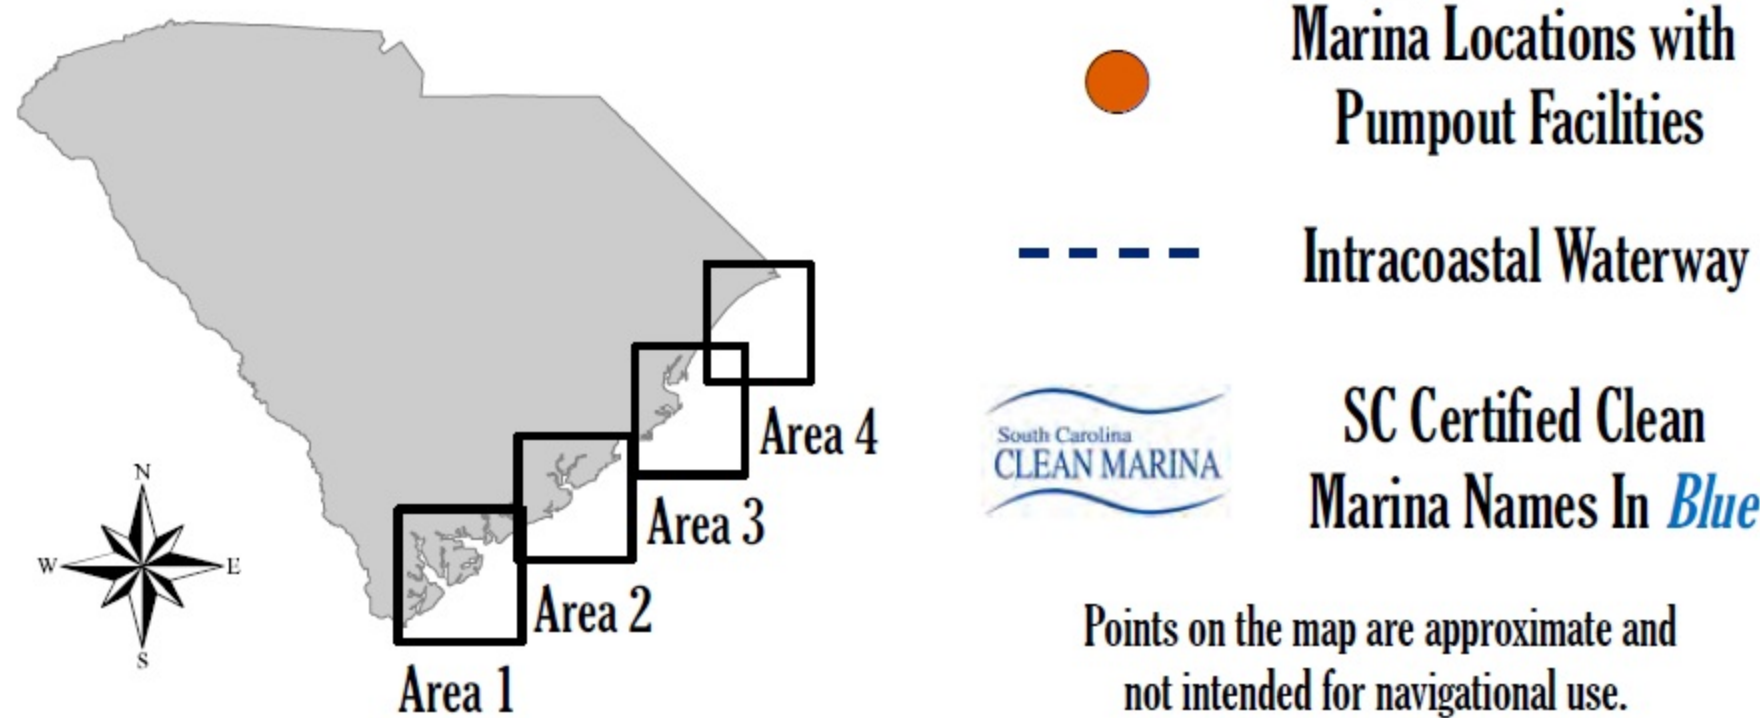 Marina Locations with
Pumpout Facilities
Intracoastal Waterway
South Carolina
CLEAN MARINA
SC Certified Clean
Marina Names In Blue
Points on the map are approximate and
not intended for navigational use.
Area 4
Area 3
Area 2
Area 1
N
W
E
S